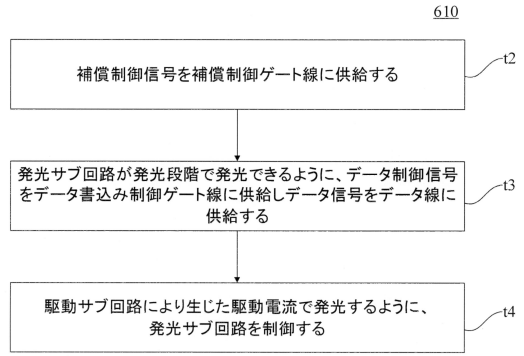 610
補償制御信号を補償制御ゲート線に供給する
t2
発光サブ回路が発光段階で発光できるように、データ制御信号
をデータ書込み制御ゲート線に供給しデータ信号をデータ線に
供給する
t3
駆動サブ回路により生じた駆動電流で発光するように、
発光サブ回路を制御する
t4